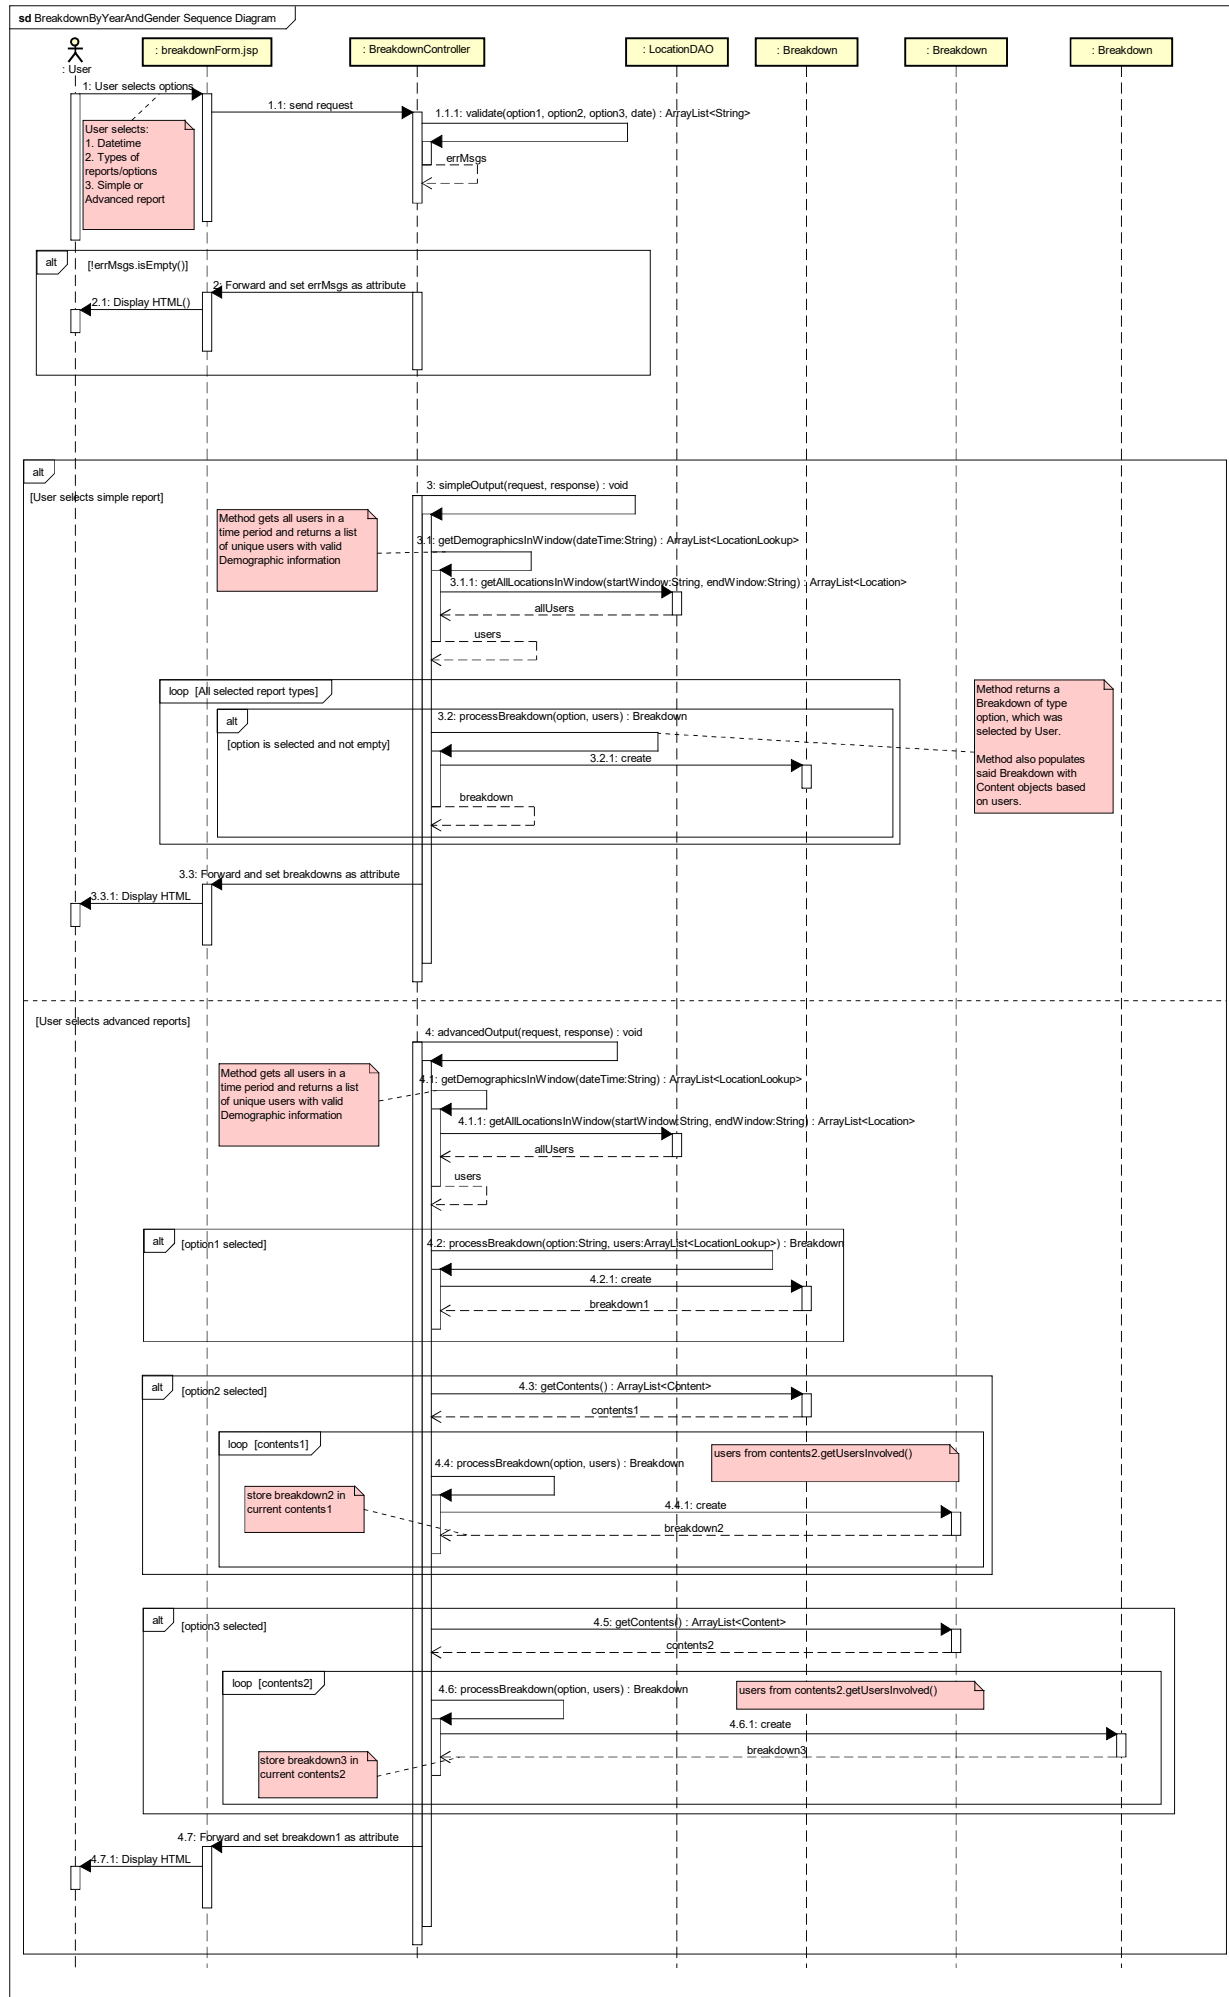 sd BreakdownByYearAndGender Sequence Diagram
: User
: breakdownForm.jsp
: BreakdownController
: LocationDAO
: Breakdown
: Breakdown
: Breakdown
1: User selects options
1.1: send request
1.1.1: validate(option1, option2, option3, date) : ArrayList<String>
User selects:
1. Datetime
2. Types of
reports/options
3. Simple or
Advanced report
errMsgs
alt
[!errMsgs.isEmpty()]
2: Forward and set errMsgs as attribute
2.1: Display HTML()
alt
[User selects simple report]
3: simpleOutput(request, response) : void
Method gets all users in a
time period and returns a list
of unique users with valid
Demographic information
3.1: getDemographicsInWindow(dateTime:String) : ArrayList<LocationLookup>
3.1.1: getAllLocationsInWindow(startWindow:String, endWindow:String) : ArrayList<Location>
allUsers
users
loop [All selected report types]
alt
3.2: processBreakdown(option, users) : Breakdown
[option is selected and not empty]
3.2.1: create
breakdown
Method returns a
Breakdown of type
option, which was
selected by User.
Method also populates
said Breakdown with
Content objects based
on users.
3.3: Forward and set breakdowns as attribute
3.3.1: Display HTML
[User selects advanced reports]
4: advancedOutput(request, response) : void
Method gets all users in a
time period and returns a list
of unique users with valid
Demographic information
4.1: getDemographicsInWindow(dateTime:String) : ArrayList<LocationLookup>
4.1.1: getAllLocationsInWindow(startWindow:String, endWindow:String) : ArrayList<Location>
allUsers
users
alt
[option1 selected]
4.2: processBreakdown(option:String, users:ArrayList<LocationLookup>) : Breakdown
4.2.1: create
breakdown1
alt
[option2 selected]
4.3: getContents() : ArrayList<Content>
contents1
loop [contents1]
users from contents2.getUsersInvolved()
4.4: processBreakdown(option, users) : Breakdown
store breakdown2 in
current contents1
4.4.1: create
breakdown2
alt
[option3 selected]
4.5: getContents() : ArrayList<Content>
contents2
loop [contents2]
4.6: processBreakdown(option, users) : Breakdown
users from contents2.getUsersInvolved()
4.6.1: create
breakdown3
store breakdown3 in
current contents2
4.7: Forward and set breakdown1 as attribute
4.7.1: Display HTML